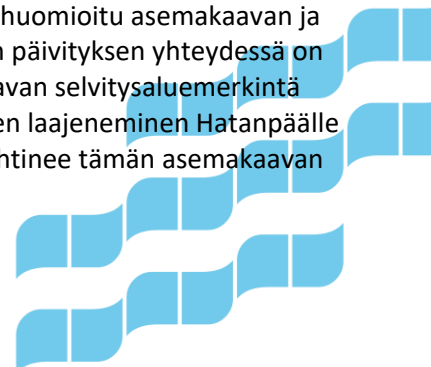 huomioitu asemakaavan ja
n päivityksen yhteydessä on
avan selvitysaluemerkintä
en laajeneminen Hatanpäälle
htinee tämän asemakaavan